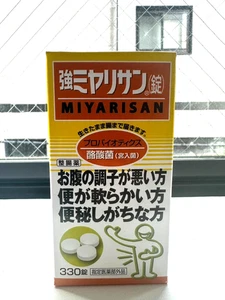 強ミヤリサン 錠
MIYARISAN
生きたまま腸まで届きます。
プロバイオティクス
酪酸菌(宮入菌)
整腸薬
お腹の調子が悪い方
便が軟らかい方
便秘しがちな方
330錠 指定医薬部外品